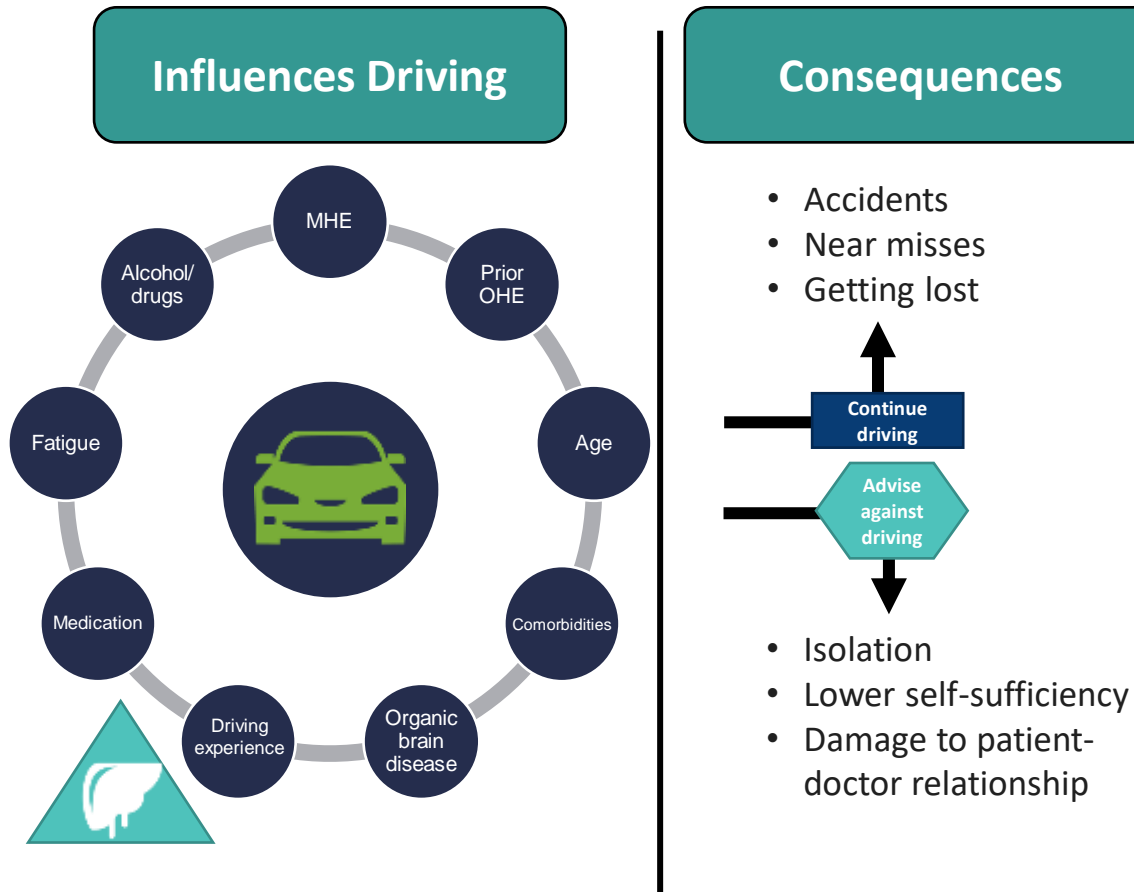 Influences Driving
MHE
Prior
OHE
Age
Comorbidities
Organic
brain
disease
Driving
experience
Medication
Fatigue
Alcohol/
drugs
Consequences
• Accidents
• Near misses
• Getting lost
Continue
driving
Advise
against
driving
• Isolation
• Lower self-sufficiency
• Damage to patient-
doctor relationship